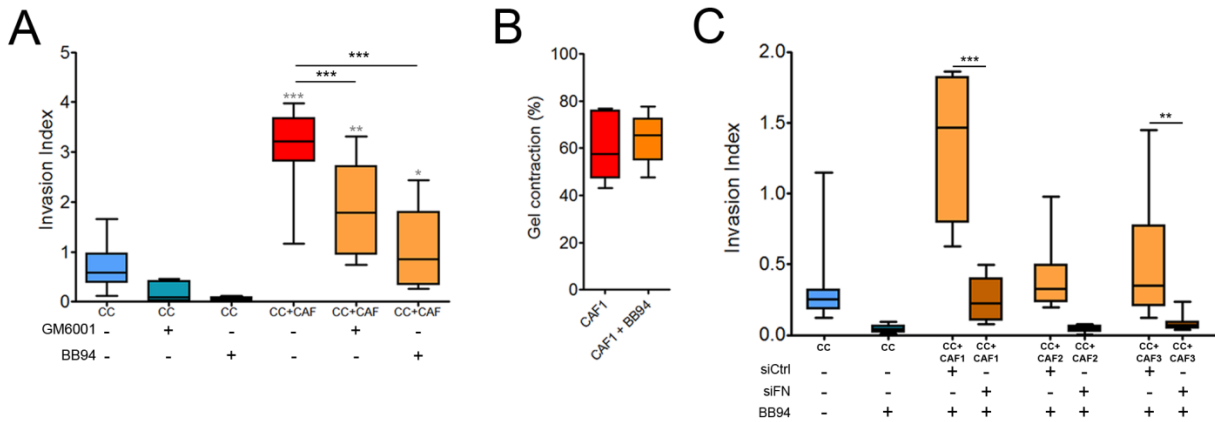 A
Invasion Index
5
4
3
2
1
0
***
***
***
**
*
CC
CC
CC
CC+CAF
CC+CAF
CC+CAF
GM6001
-
+
-
-
+
-
BB94
-
-
+
-
-
+
B
Gel contraction (%)
100
80
60
40
20
0
CAF1
CAF1 + BB94
C
Invasion Index
2.0
1.5
1.0
0.5
0.0
***
**
CC
CC
CC+
CAF1
CC+
CAF1
CC+
CAF2
CC+
CAF2
CC+
CAF3
CC+
CAF3
siCtrl - - + - + - + -
siFN - - - + - + - +
BB94 - + + + + + + +